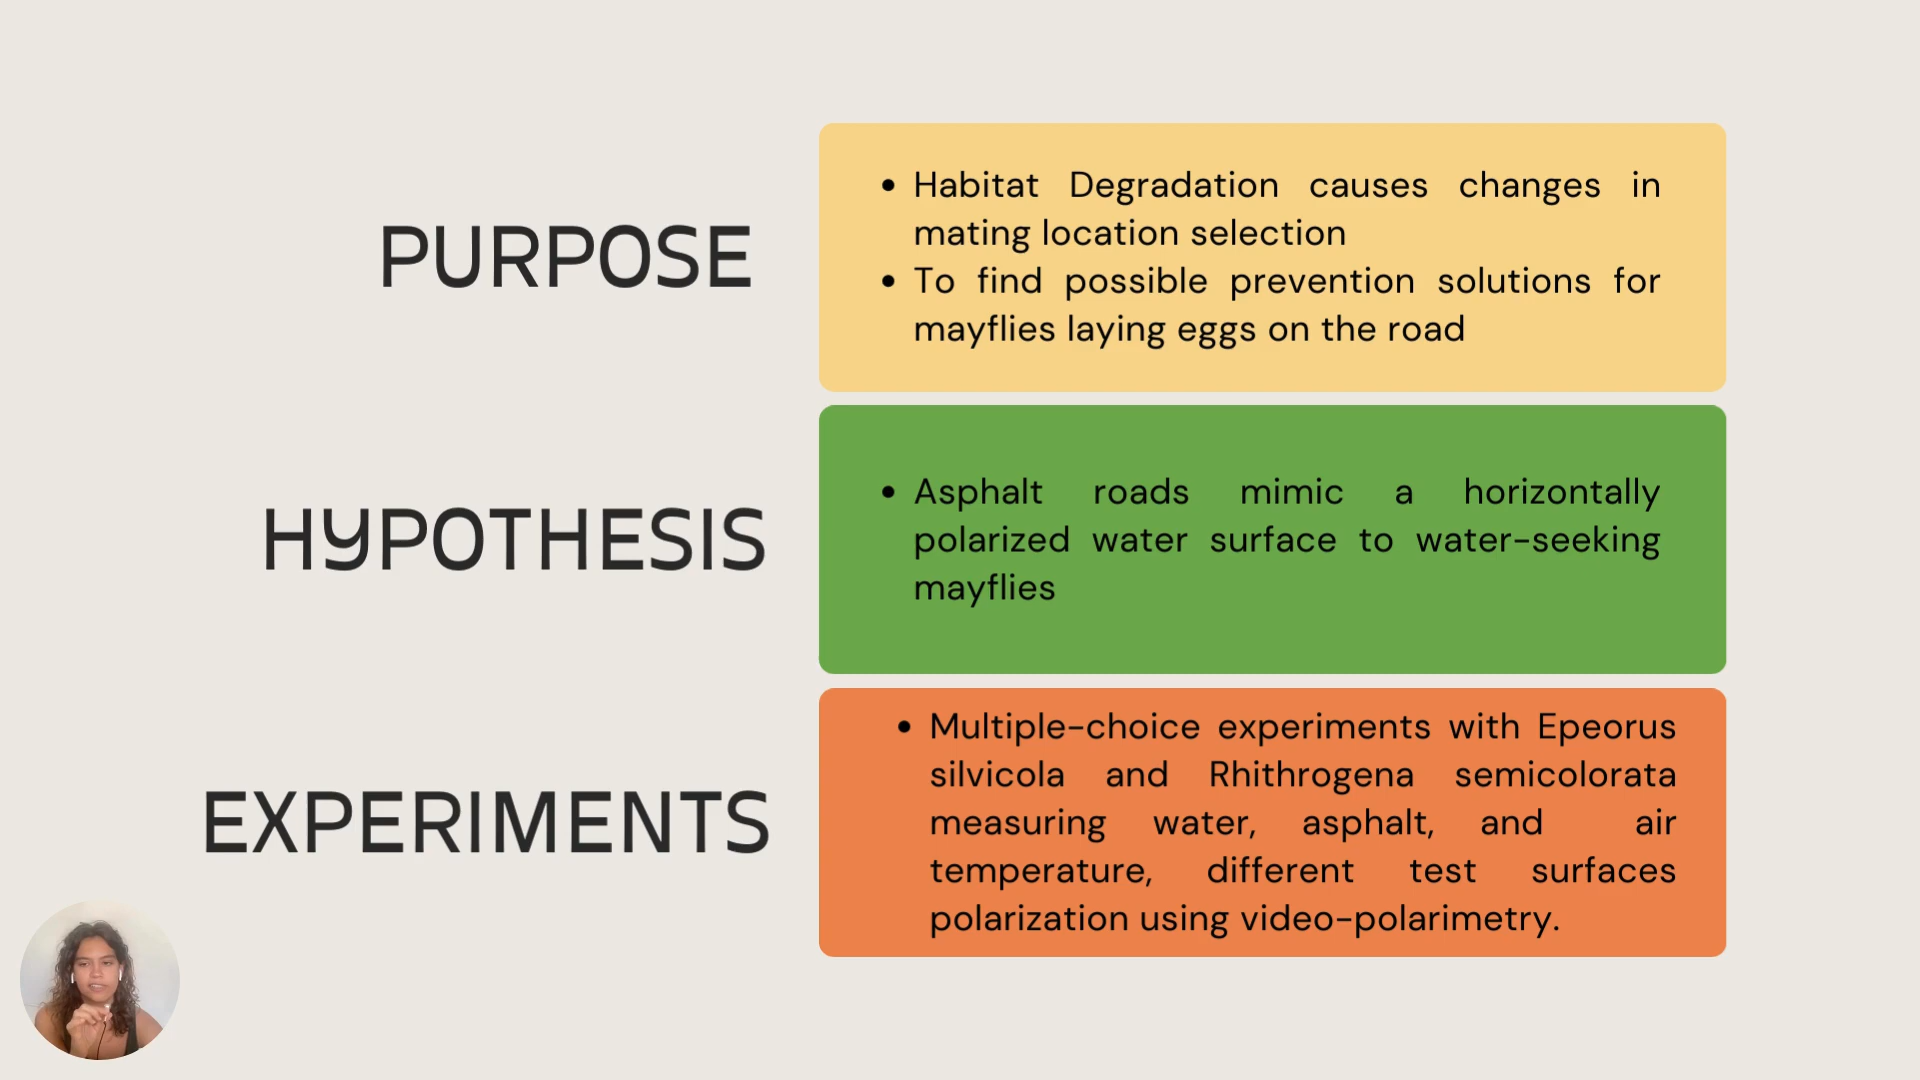 PURPOSE
• Habitat Degradation causes changes in
mating location selection
• To find possible prevention solutions for
mayflies laying eggs on the road
HYPOTHESIS
• Asphalt roads mimic a horizontally
polarized water surface to water-seeking
mayflies
EXPERIMENTS
• Multiple-choice experiments with Epeorus
silvicola and Rhithrogena semicolorata
measuring water, asphalt, and air
temperature, different test surfaces
polarization using video-polarimetry.